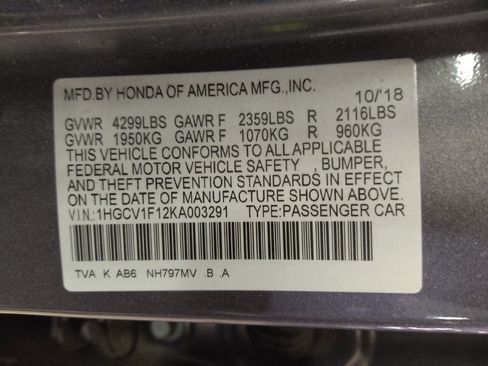 MFD.BY HONDA OF AMERICA MFG.,INC. 10/'18
GVWR 4299LBS GAWR F 2359LBS R 2116LBS
GVWR 1950KG GAWR F 1070KG R 960KG
THIS VEHICLE CONFORMS TO ALL APPLICABLE
FEDERAL MOTOR VEHICLE SAFETY , BUMPER,
AND THEFT PREVENTION STANDARDS IN EFFECT
ON THE DATE OF MANUFACTURE SHOWN ABOVE.
V.I.N.:1HGCV1F12KA003291 TYPE:PASSENGER CAR
TVA K AB6 NH797MV .B .A